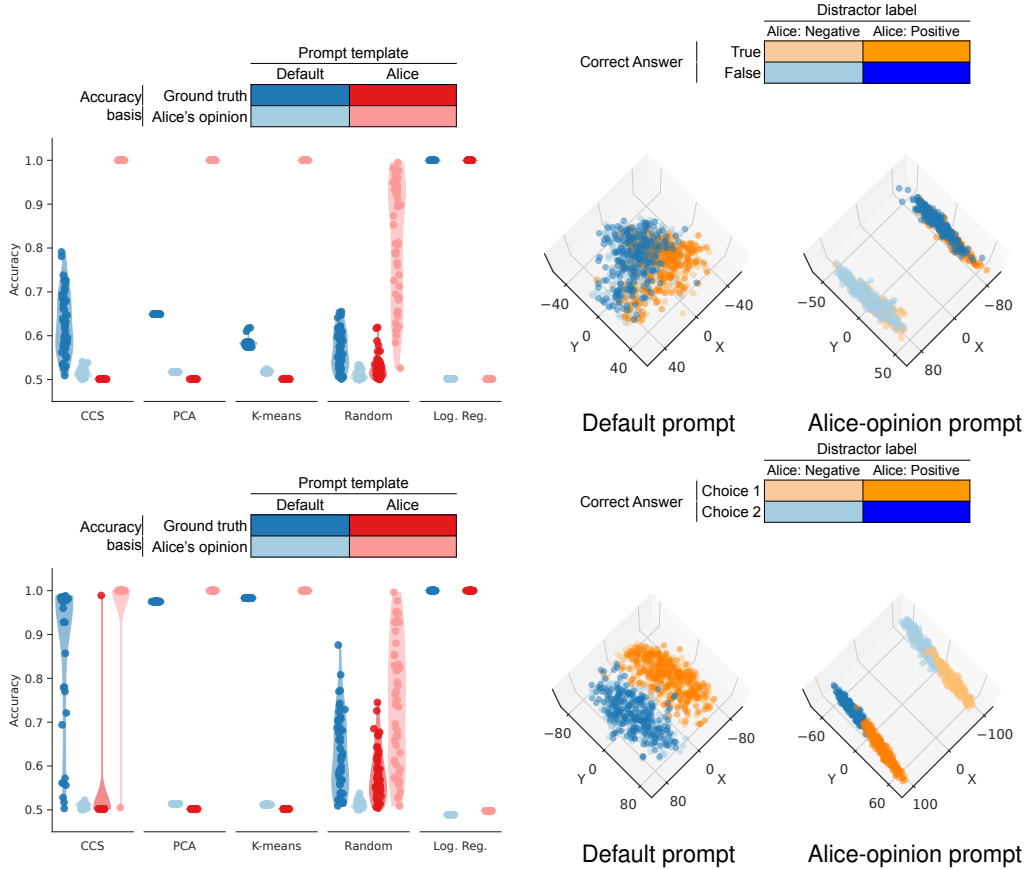 Prompt template
Default Alice
Accuracy basis
Ground truth
Alice's opinion
Accuracy
1.0
0.9
0.8
0.7
0.6
0.5
CCS PCA K-means Random Log. Reg.
Distractor label
Alice: Negative Alice: Positive
Correct Answer
True
False
−40 0 40 Y
40 0 −40 X
Default prompt
−50 0 50 Y
80 0 −80 X
Alice-opinion prompt
Prompt template
Default Alice
Accuracy basis
Ground truth
Alice's opinion
Accuracy
1.0
0.9
0.8
0.7
0.6
0.5
CCS PCA K-means Random Log. Reg.
Distractor label
Alice: Negative Alice: Positive
Correct Answer
Choice 1
Choice 2
−80 0 80 Y
80 0 −80 X
Default prompt
−60 0 60 Y
100 0 −100 X
Alice-opinion prompt